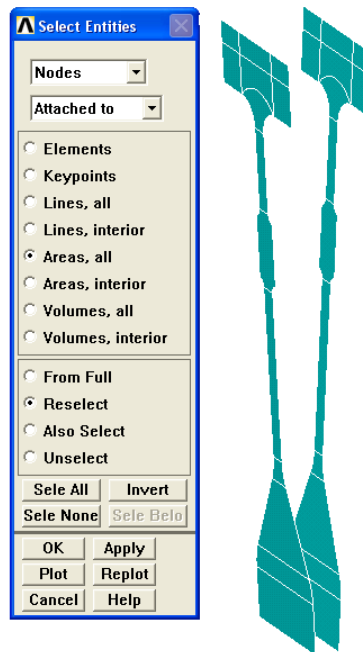 Select Entities
Nodes
Attached to
Elements
Keypoints
Lines, all
Lines, interior
Areas, all
Areas, interior
Volumes, all
Volumes, interior
From Full
Reselect
Also Select
Unselect
Sele All Invert
Sele None Sele Belo
OK Apply
Plot Replot
Cancel Help